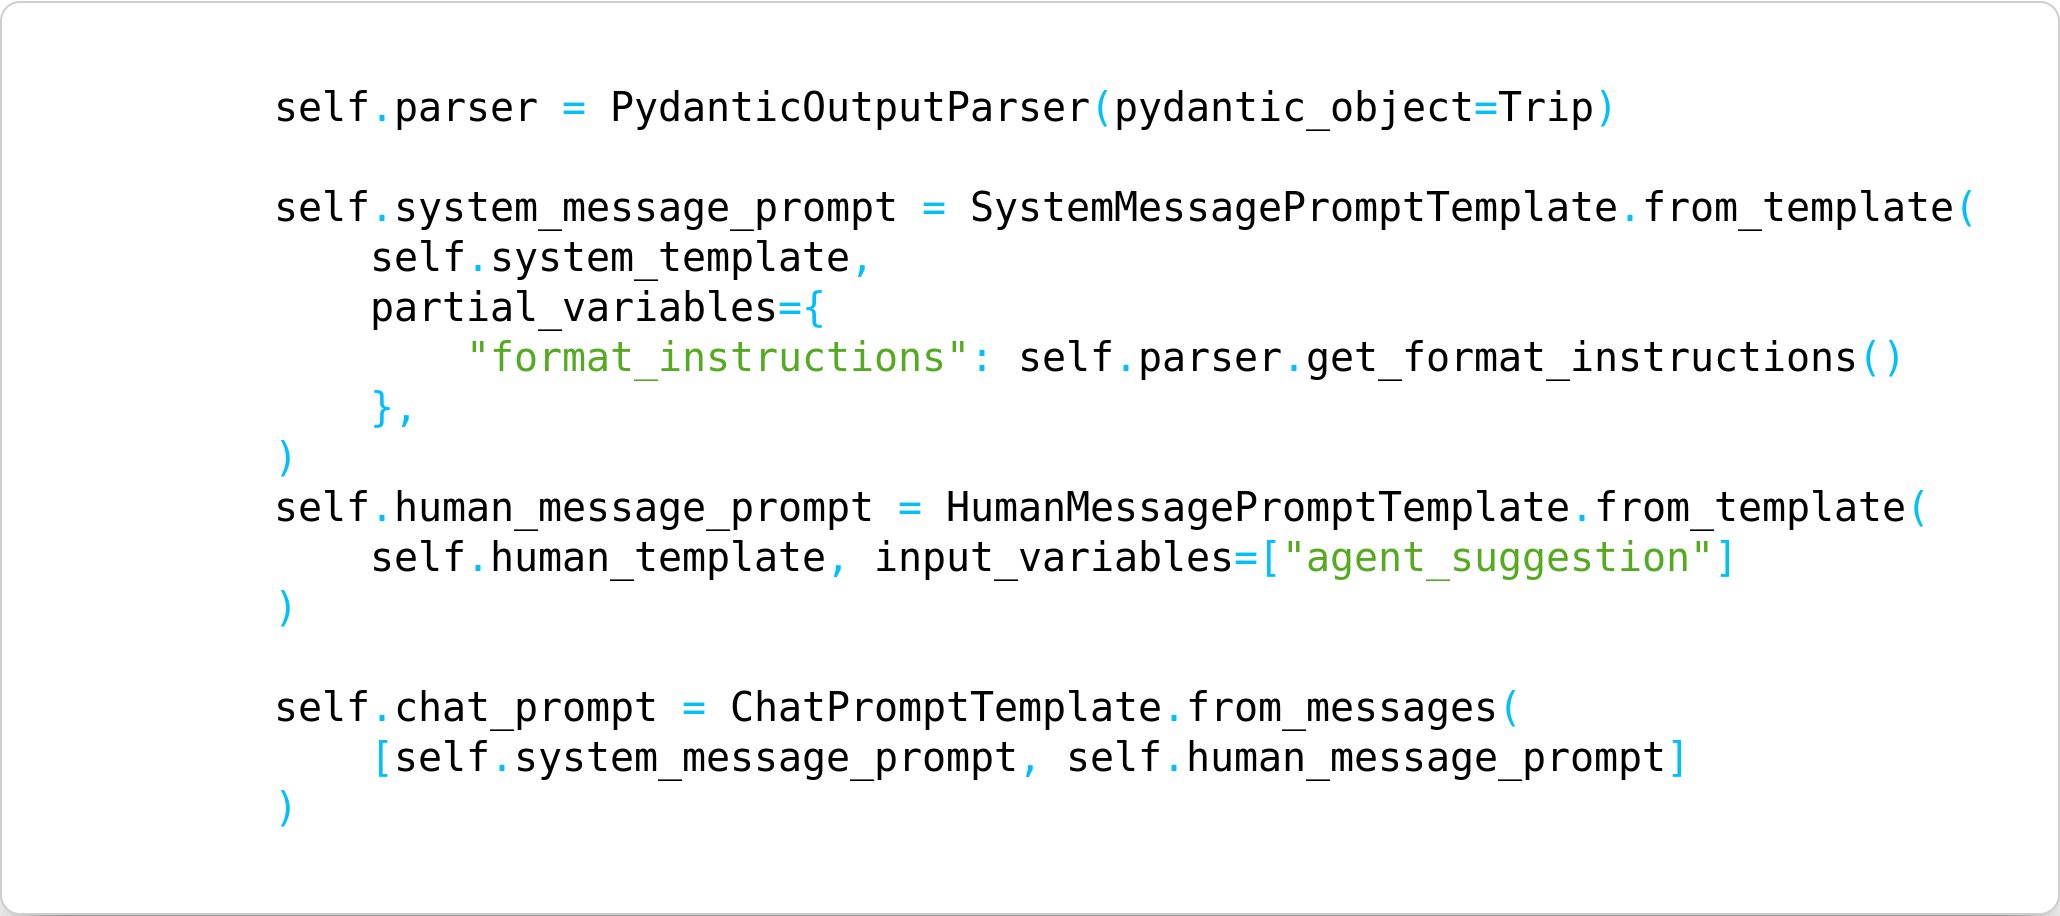 self.parser = PydanticOutputParser(pydantic_object=Trip)

self.system_message_prompt = SystemMessagePromptTemplate.from_template(
    self.system_template,
    partial_variables={
        "format_instructions": self.parser.get_format_instructions()
    },
)
self.human_message_prompt = HumanMessagePromptTemplate.from_template(
    self.human_template, input_variables=["agent_suggestion"]
)

self.chat_prompt = ChatPromptTemplate.from_messages(
    [self.system_message_prompt, self.human_message_prompt]
)